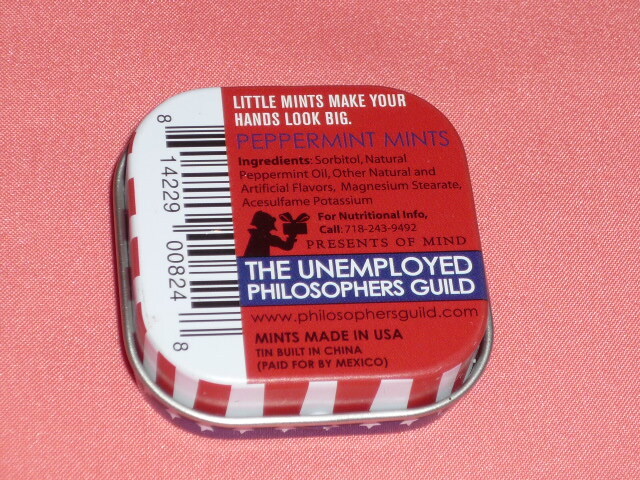 LITTLE MINTS MAKE YOUR
HANDS LOOK BIG.
PEPPERMINT MINTS
Ingredients: Sorbitol, Natural
Peppermint Oil, Other Natural and
Artificial Flavors, Magnesium Stearate,
Acesulfame Potassium
For Nutritional Info,
Call: 718-243-9492
PRESENTS OF MIND
THE UNEMPLOYED
PHILOSOPHERS GUILD
www.philosophersguild.com
MINTS MADE IN USA
TIN BUILT IN CHINA
(PAID FOR BY MEXICO)
8 14229 00824 8